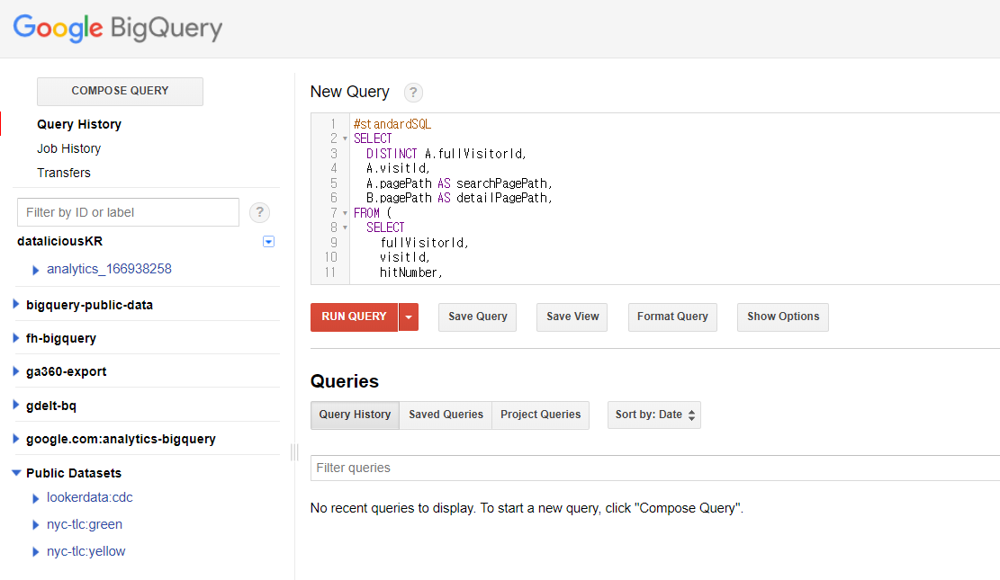 Google BigQuery
COMPOSE QUERY
Query History
Job History
Transfers
Filter by ID or label
?
dataliciousKR
analytics_166938258
bigquery-public-data
fh-bigquery
ga360-export
gdelt-bq
google.com:analytics-bigquery
Public Datasets
lookerdata:cdc
nyc-tlc:green
nyc-tlc:yellow
New Query ?
1 #standardSQL
2 SELECT
3 DISTINCT A.fullVisitorId,
4 A.visitId,
5 A.pagePath AS searchPagePath,
6 B.pagePath AS detailPagePath,
7 FROM (
8 SELECT
9 fullVisitorId,
10 visitId,
11 hitNumber,
RUN QUERY Save Query Save View Format Query Show Options
Queries
Query History Saved Queries Project Queries Sort by: Date
Filter queries
No recent queries to display. To start a new query, click "Compose Query".